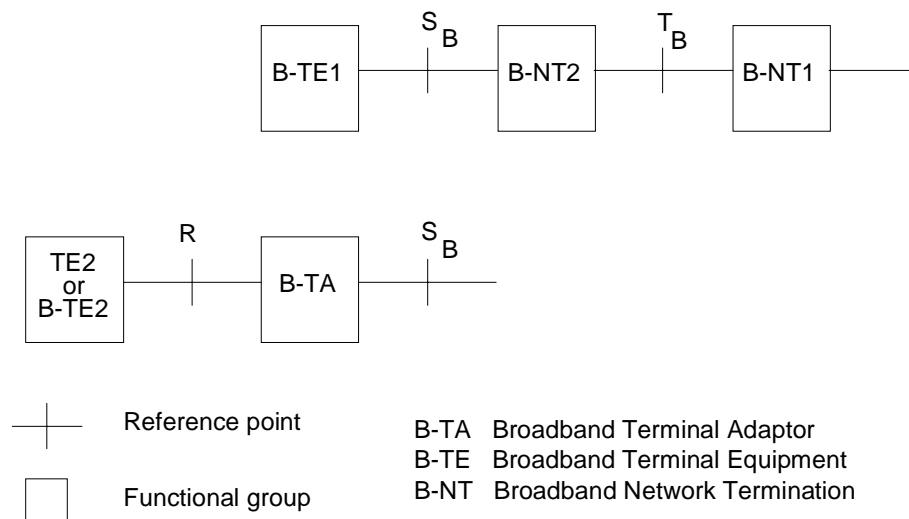 S B
T B
B-TE1
B-NT2
B-NT1
R
S B
TE2
or
B-TE2
B-TA
Reference point
Functional group
B-TA Broadband Terminal Adaptor
B-TE Broadband Terminal Equipment
B-NT Broadband Network Termination